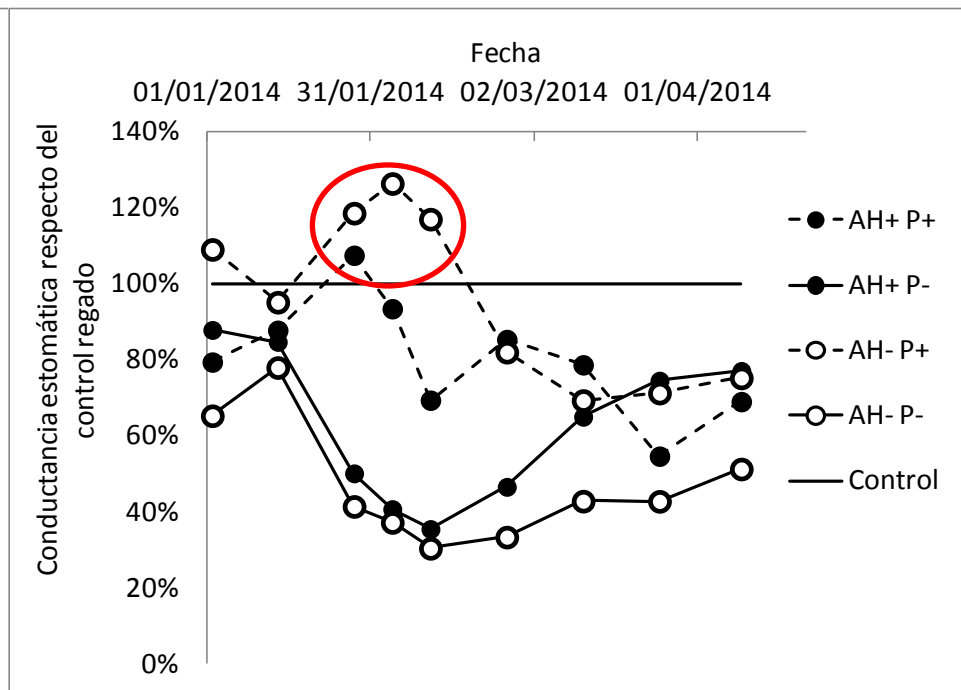 Fecha
01/01/2014 31/01/2014 02/03/2014 01/04/2014
140%
120%
100%
80%
60%
40%
20%
0%
Conductancia estomática respecto del
control regado
AH+ P+
AH+ P-
AH- P+
AH- P-
Control